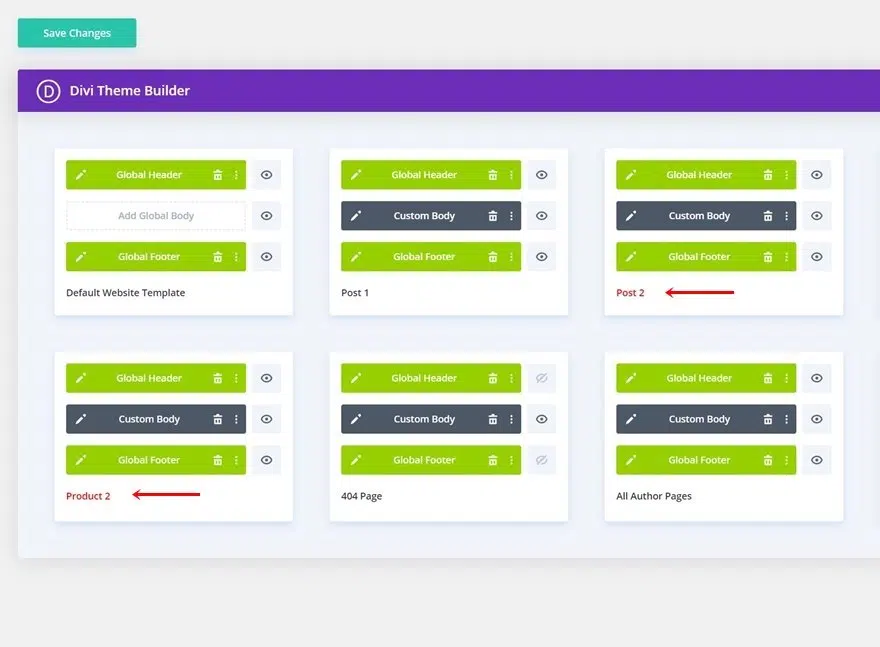 Save Changes
D Divi Theme Builder
Global Header
Add Global Body
Global Footer
Default Website Template
Global Header
Custom Body
Global Footer
Post 1
Global Header
Custom Body
Global Footer
Post 2
Global Header
Custom Body
Global Footer
Product 2
Global Header
Custom Body
Global Footer
404 Page
Global Header
Custom Body
Global Footer
All Author Pages